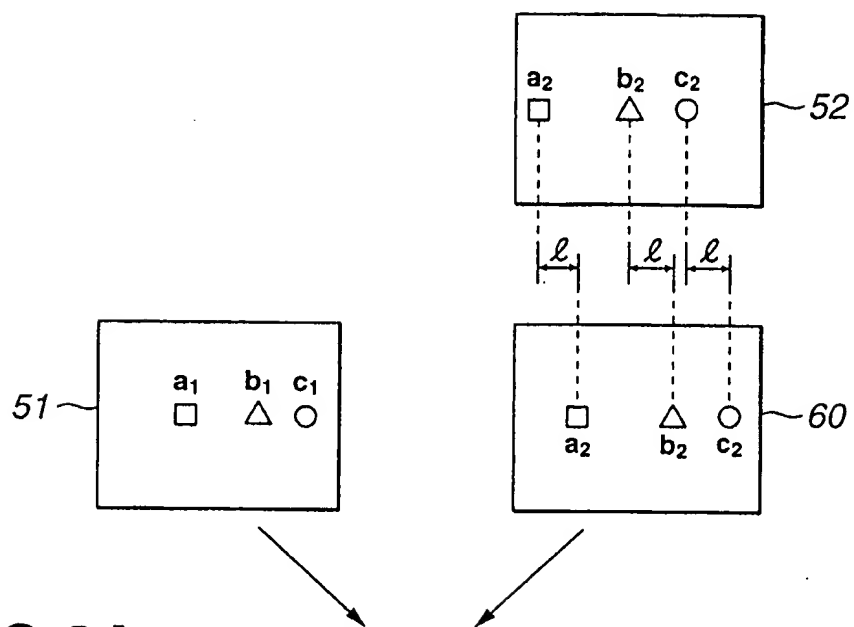 a₂ b₂ c₂
52
ℓ ℓ ℓ
a₁ b₁ c₁
51
60
a₂ b₂ c₂